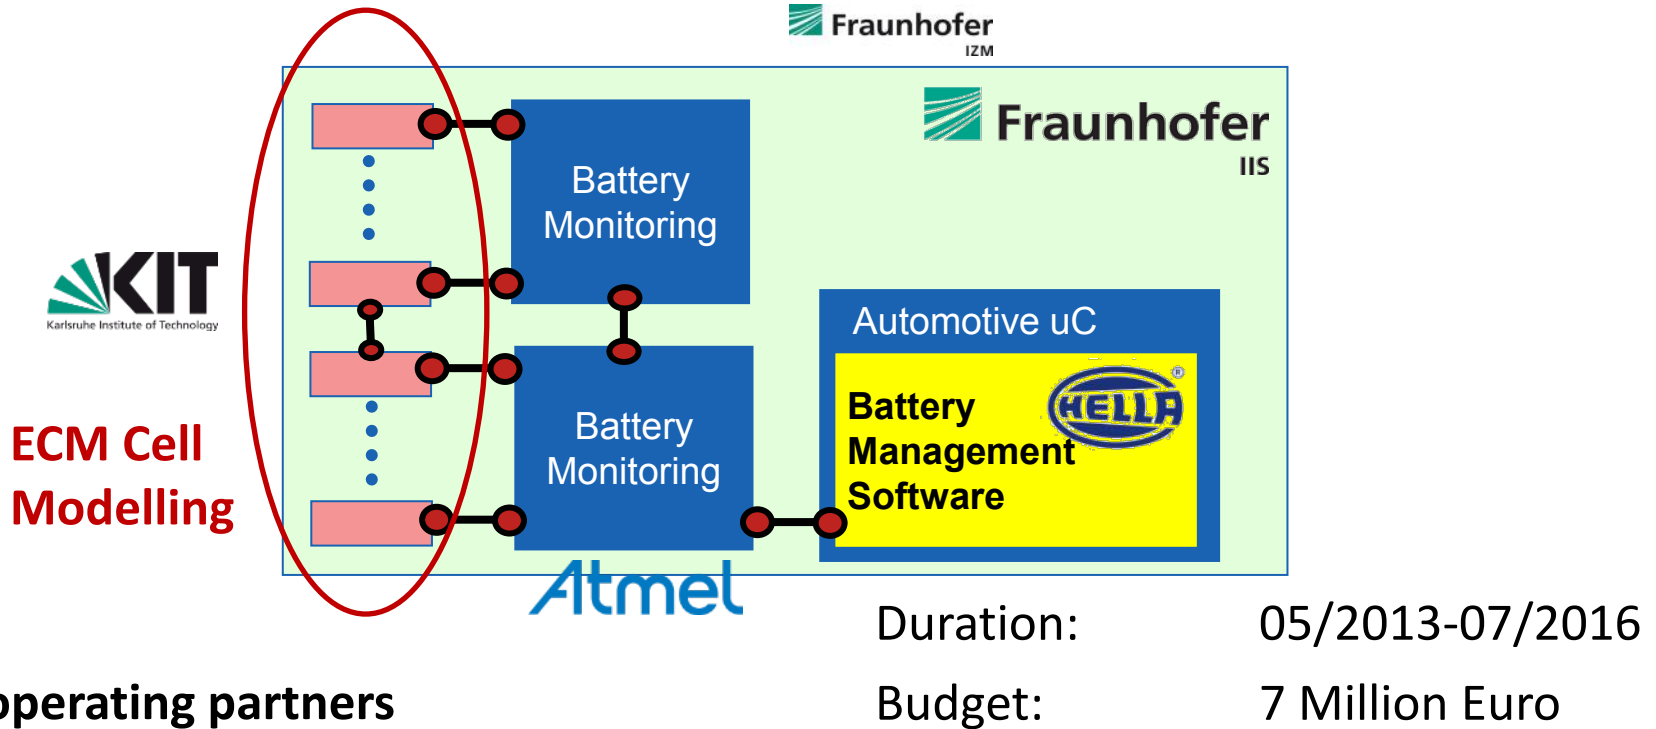 Fraunhofer
IZM
Fraunhofer
IIS
Battery
Monitoring
KIT
Karlsruhe Institute of Technology
Automotive uC
Battery
Management
Software
HELLA
®
ECM Cell
Modelling
Battery
Monitoring
Atmel
Duration: 05/2013-07/2016
operating partners
Budget: 7 Million Euro